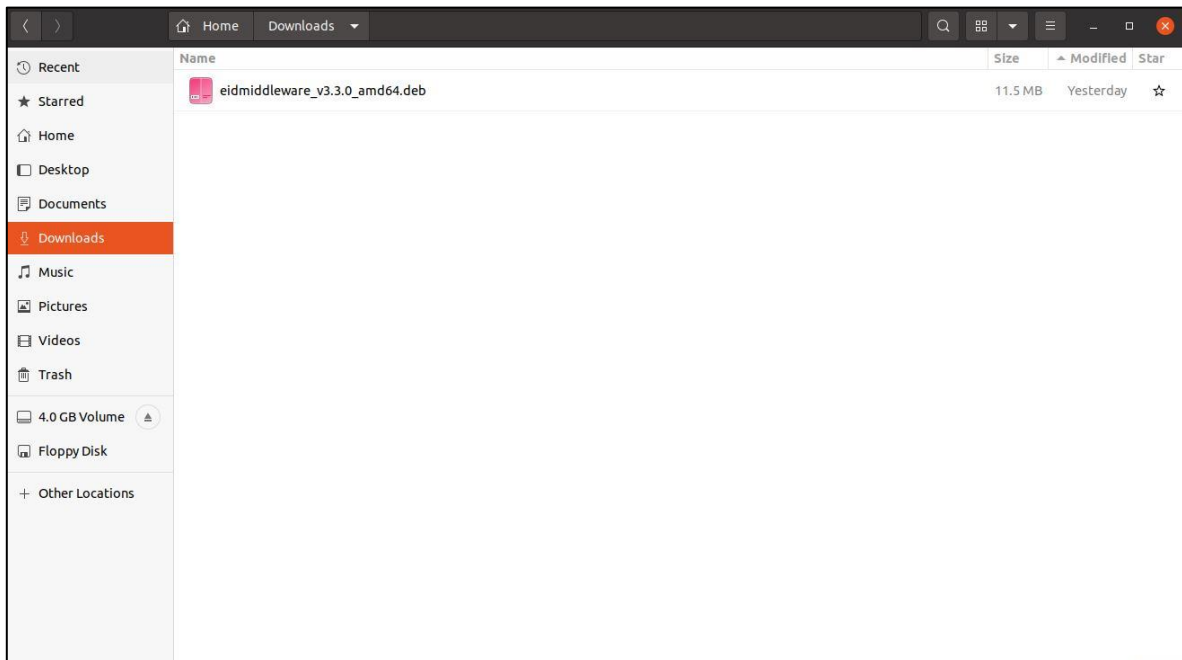 Home Downloads
Name Size Modified Star
eidmiddleware_v3.3.0_amd64.deb 11.5 MB Yesterday
Recent
Starred
Home
Desktop
Documents
Downloads
Music
Pictures
Videos
Trash
4.0 GB Volume
Floppy Disk
Other Locations